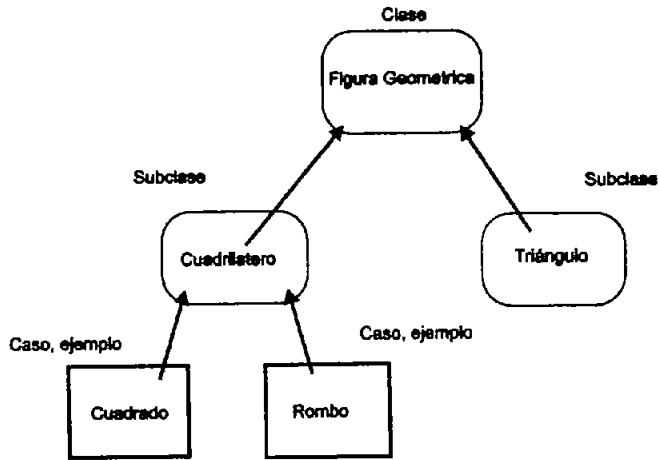 Clase
Figura Geometrica
Subclase
Subclase
Cuadrilatero
Triángulo
Caso, ejemplo
Caso, ejemplo
Cuadrado
Rombo